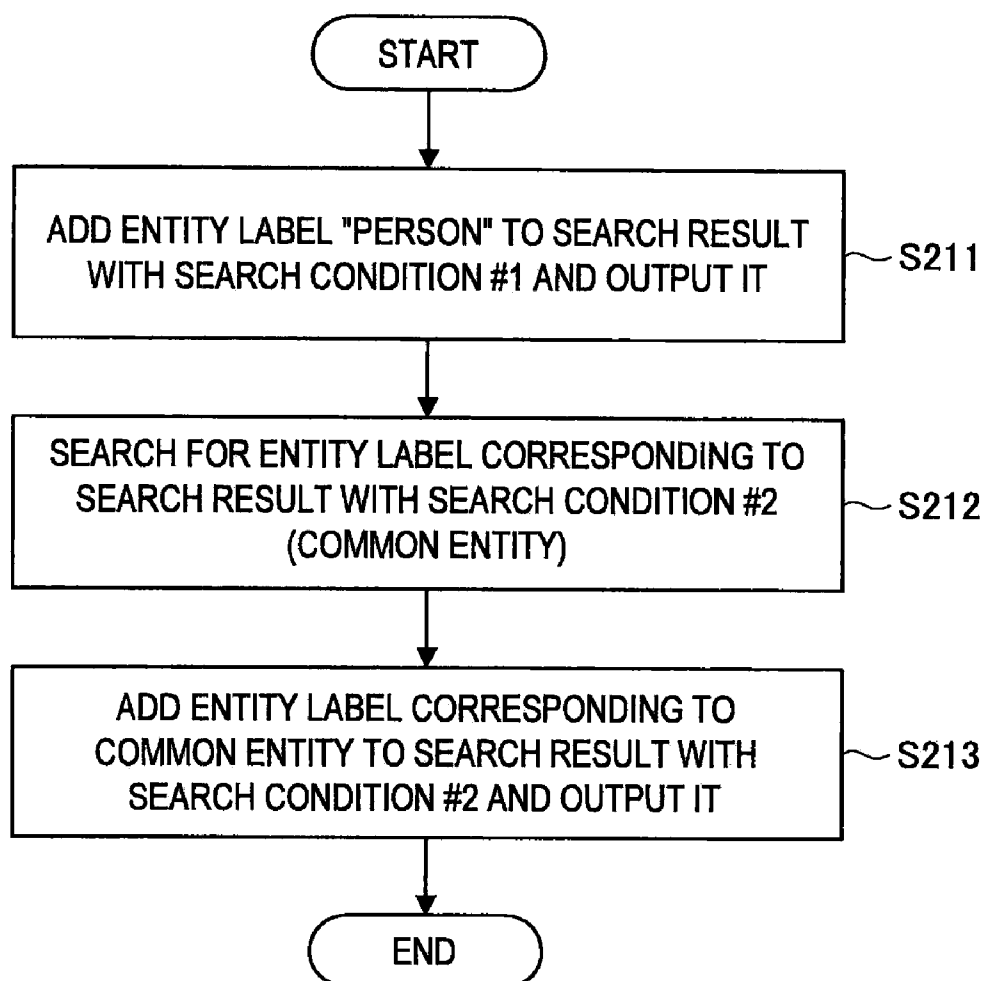 START
ADD ENTITY LABEL "PERSON" TO SEARCH RESULT
WITH SEARCH CONDITION #1 AND OUTPUT IT
S211
SEARCH FOR ENTITY LABEL CORRESPONDING TO
SEARCH RESULT WITH SEARCH CONDITION #2
(COMMON ENTITY)
S212
ADD ENTITY LABEL CORRESPONDING TO
COMMON ENTITY TO SEARCH RESULT WITH
SEARCH CONDITION #2 AND OUTPUT IT
S213
END